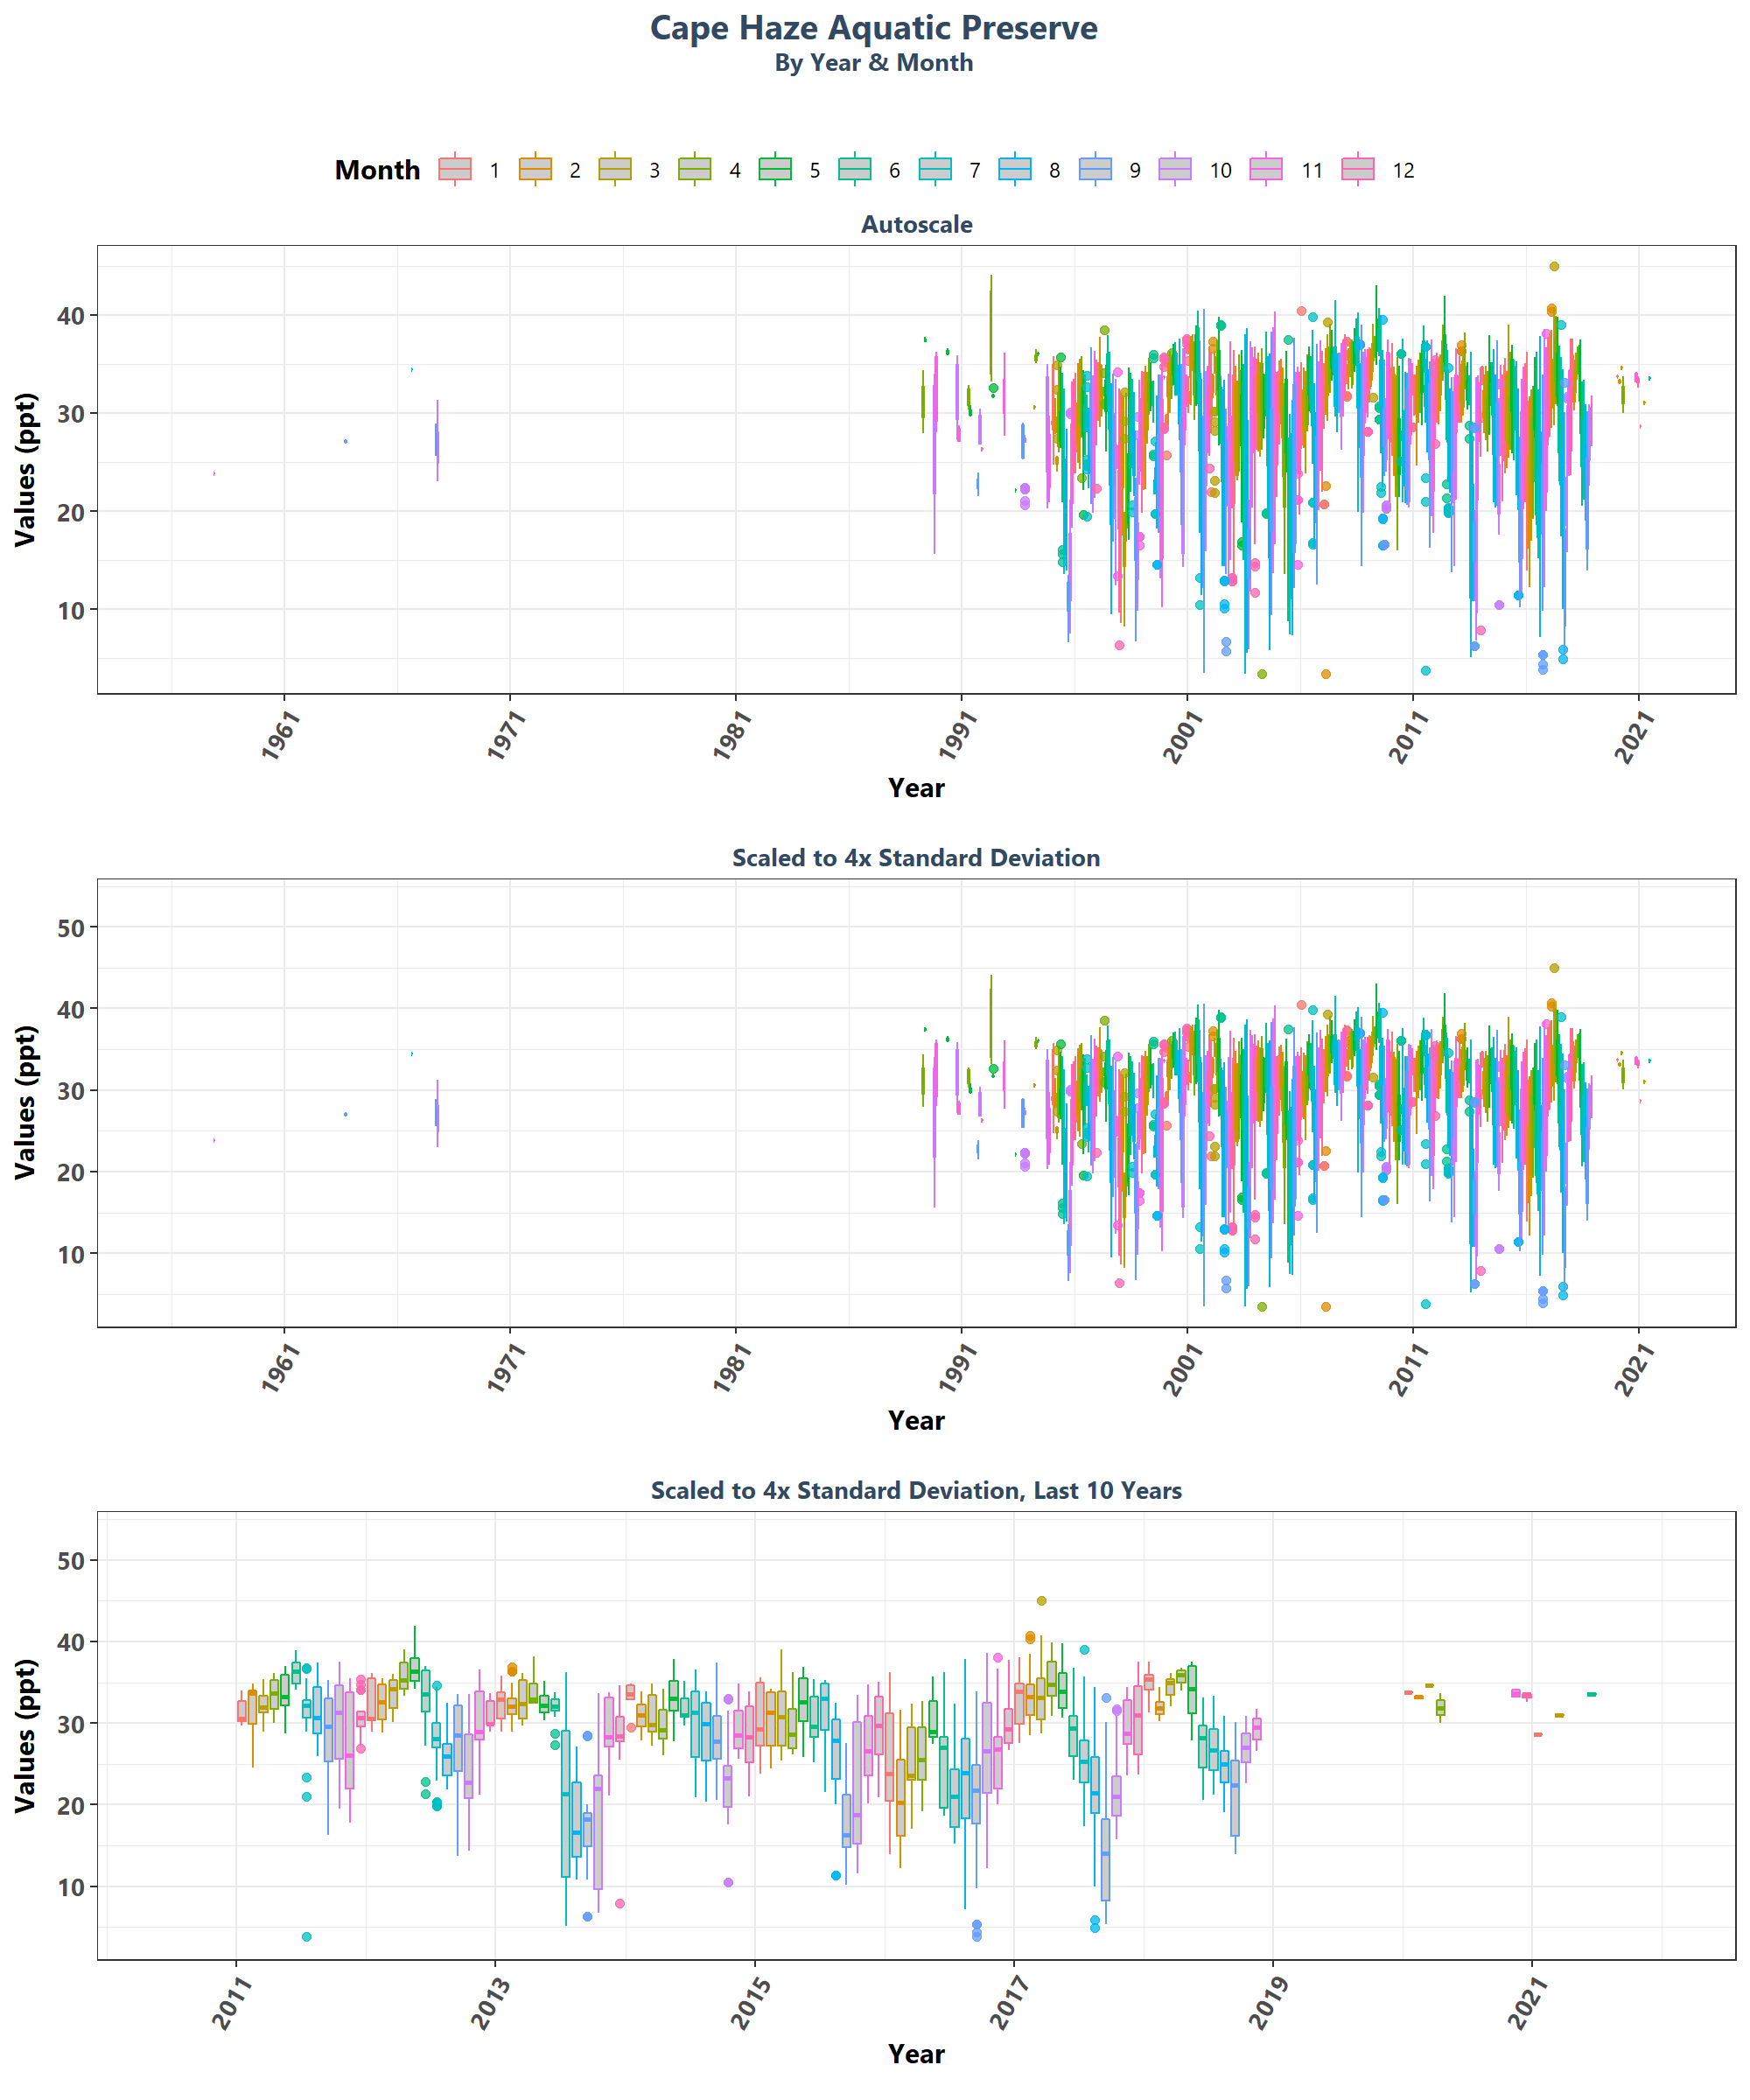 Cape Haze Aquatic Preserve
By Year & Month
Month 1 2 3 4 5 6 7 8 9 10 11 12
Autoscale
Values (ppt)
40
30
20
10
1961 1971 1981 1991 2001 2011 2021
Year
Scaled to 4x Standard Deviation
Values (ppt)
50
40
30
20
10
1961 1971 1981 1991 2001 2011 2021
Year
Scaled to 4x Standard Deviation, Last 10 Years
Values (ppt)
50
40
30
20
10
2011 2013 2015 2017 2019 2021
Year